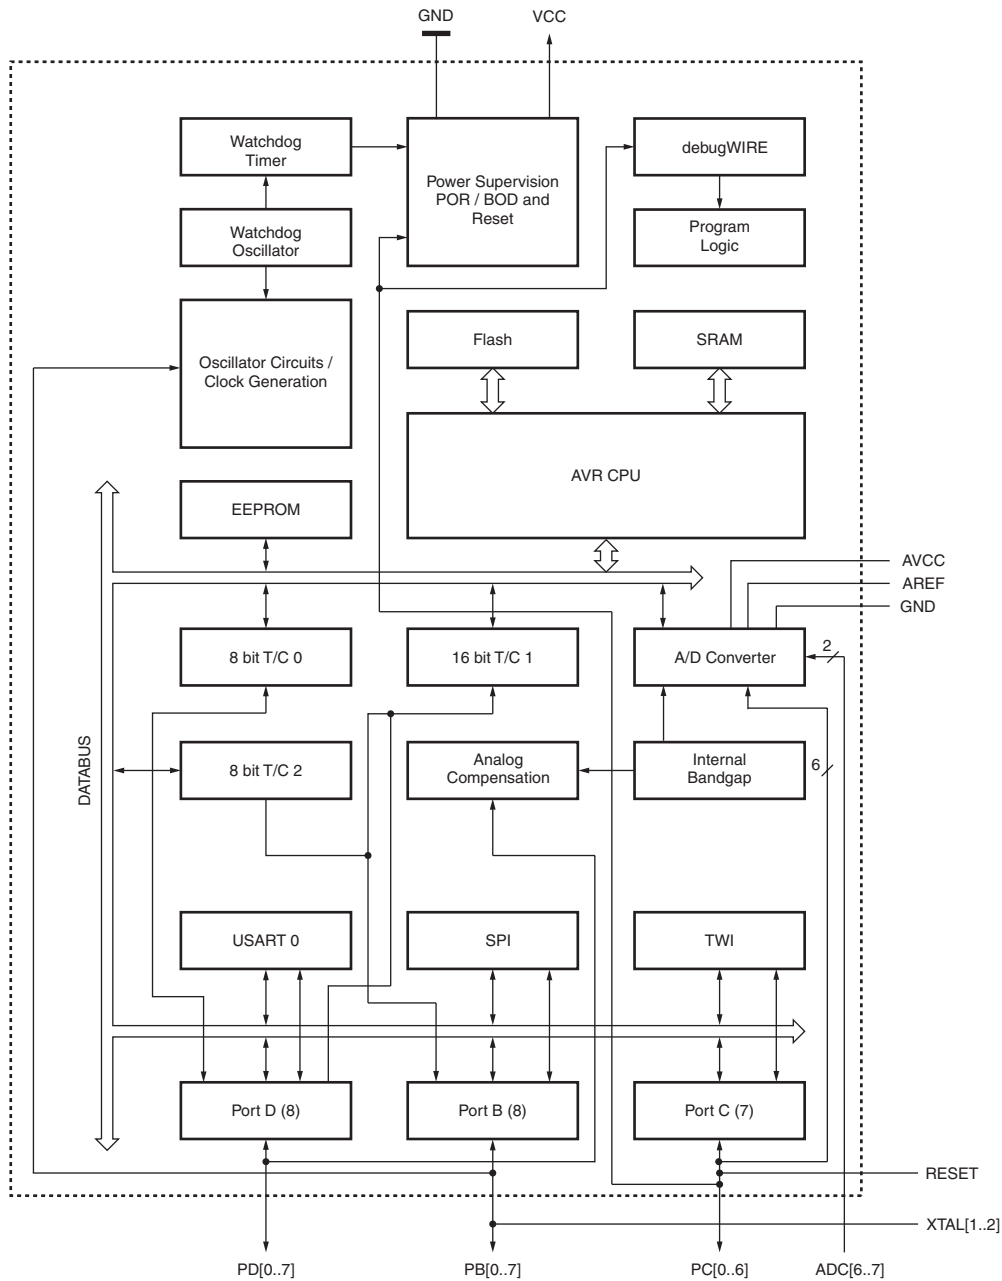 GND
VCC
Watchdog
Timer
Power Supervision
POR / BOD and
Reset
debugWIRE
Watchdog
Oscillator
Program
Logic
Oscillator Circuits /
Clock Generation
Flash
SRAM
AVR CPU
EEPROM
AVCC
AREF
GND
8 bit T/C 0
16 bit T/C 1
A/D Converter
2
DATABUS
8 bit T/C 2
Analog
Compensation
Internal
Bandgap
6
USART 0
SPI
TWI
Port D (8)
Port B (8)
Port C (7)
RESET
XTAL[1..2]
PD[0..7]
PB[0..7]
PC[0..6]
ADC[6..7]